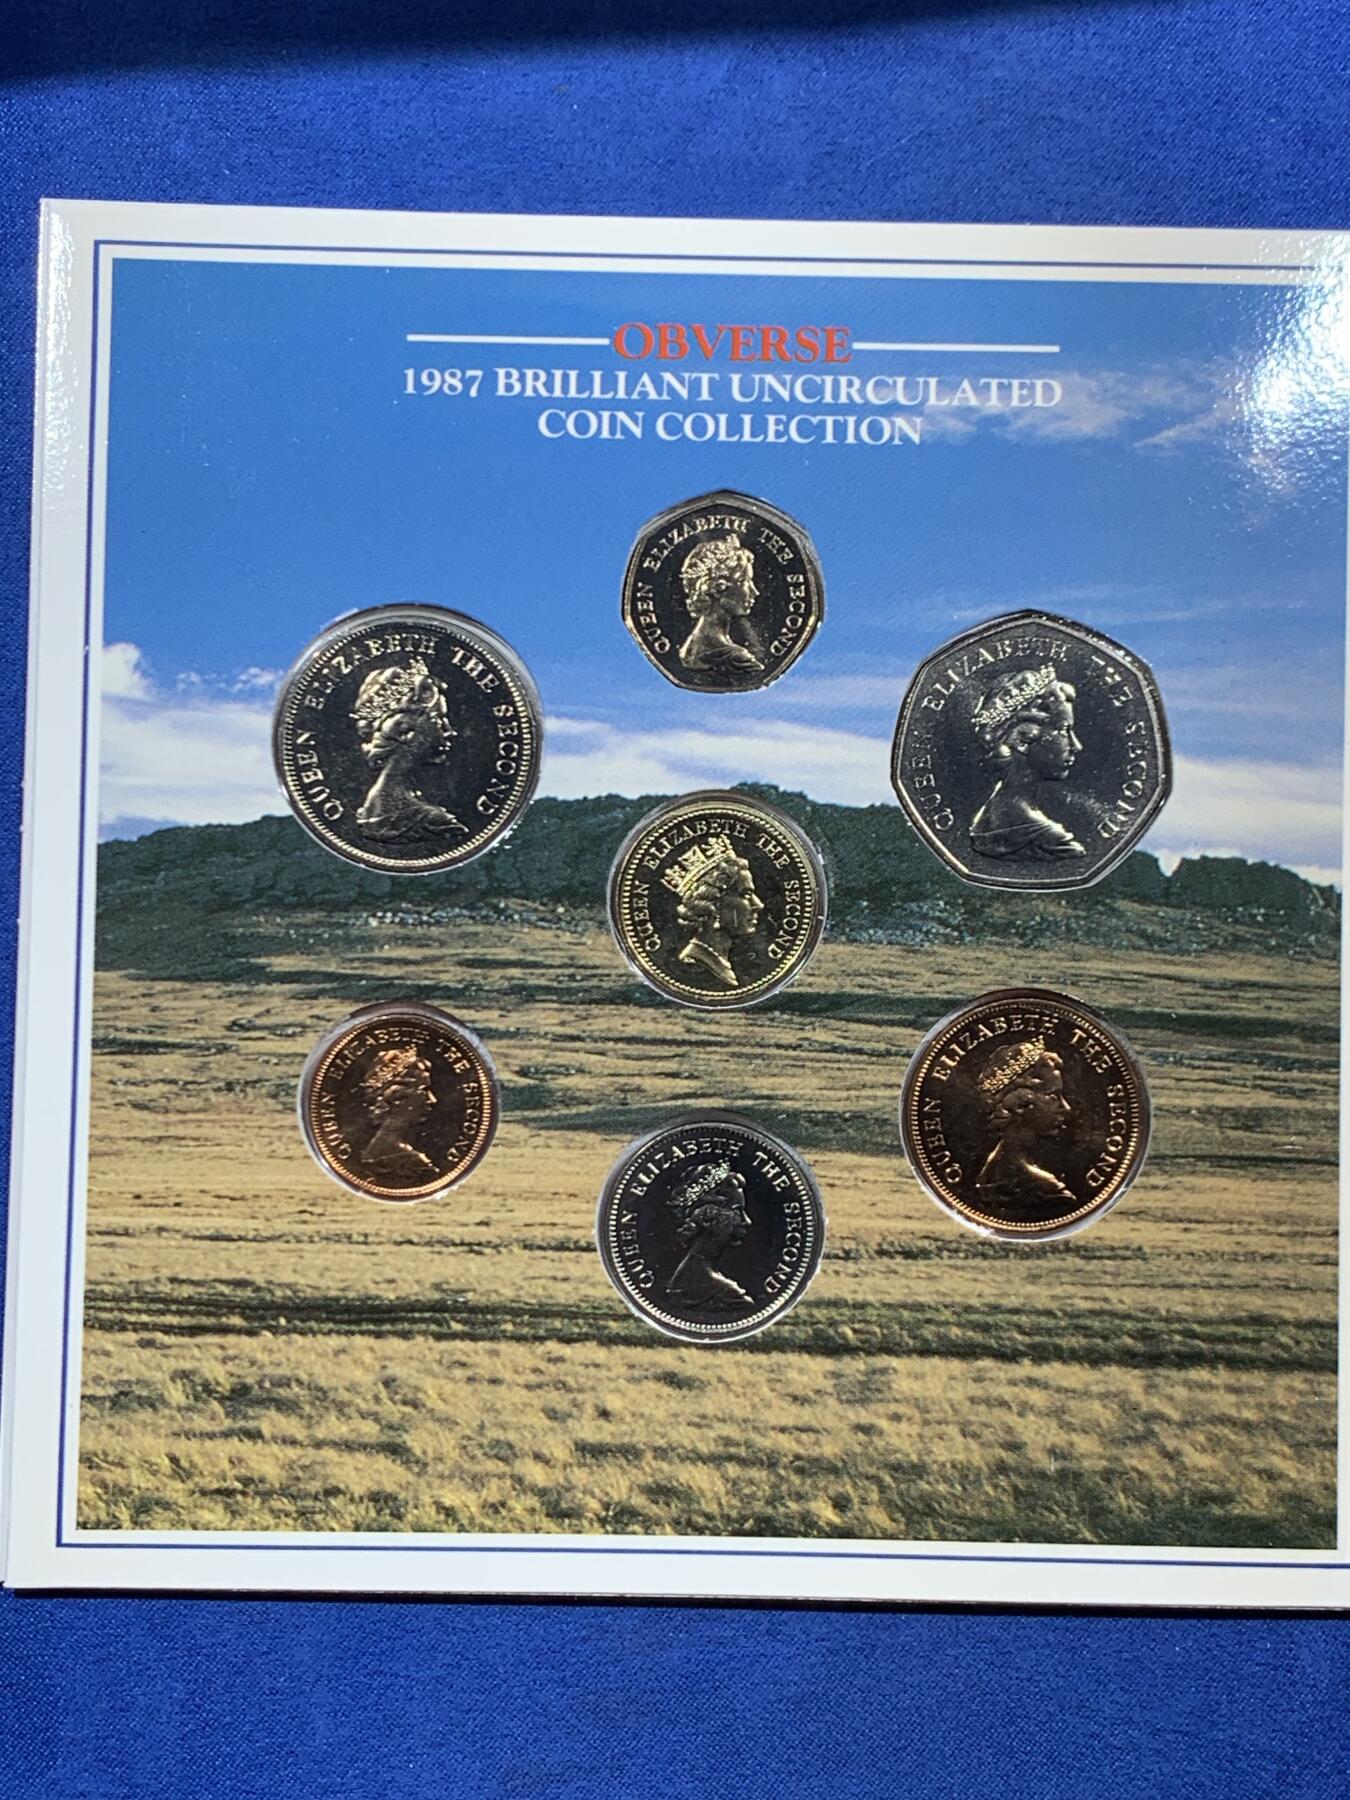 OBVERSE
1987 BRILLIANT UNCIRCULATED
COIN COLLECTION
QUEEN ELIZABETH THE SECOND
QUEEN ELIZABETH THE SECOND
QUEEN ELIZABETH THE SECOND
QUEEN ELIZABETH THE SECOND
QUEEN ELIZABETH THE SECOND
QUEEN ELIZABETH THE SECOND
QUEEN ELIZABETH THE SECOND